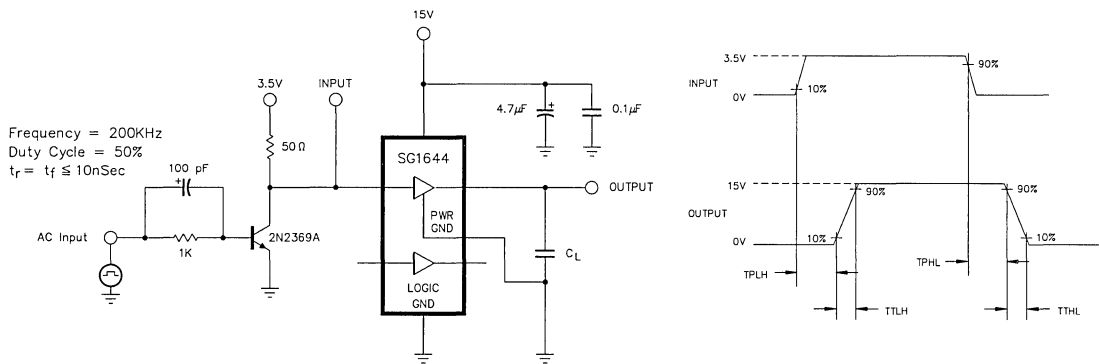 15V
3.5V
INPUT
4.7μF
+
0.1μF
Frequency = 200KHz
Duty Cycle = 50%
tr= tf ≦ 10nSec
50Ω
SG1644
100 pF
+
OUTPUT
AC Input
1K
2N2369A
PWR
GND
CL
LOGIC
GND
3.5V
90%
INPUT
10%
0V
15V
90%
90%
OUTPUT
10%
10%
0V
TPLH
TPHL
TTLH
TTHL